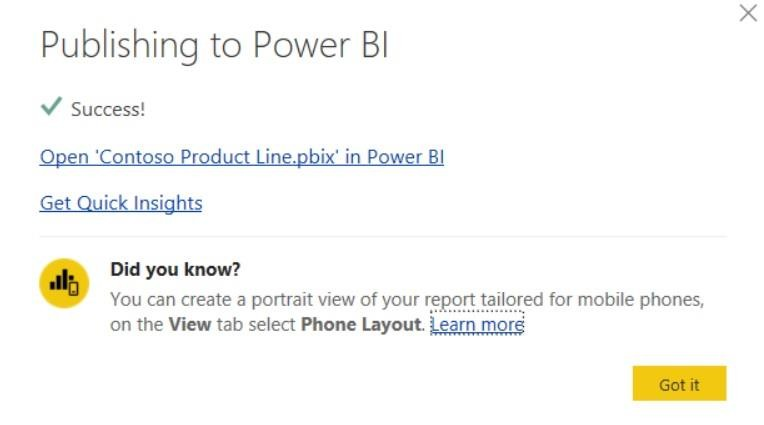 Publishing to Power BI
Success!
Open 'Contoso Product Line.pbix' in Power BI
Get Quick Insights
Did you know?
You can create a portrait view of your report tailored for mobile phones,
on the View tab select Phone Layout. Learn more
Got it